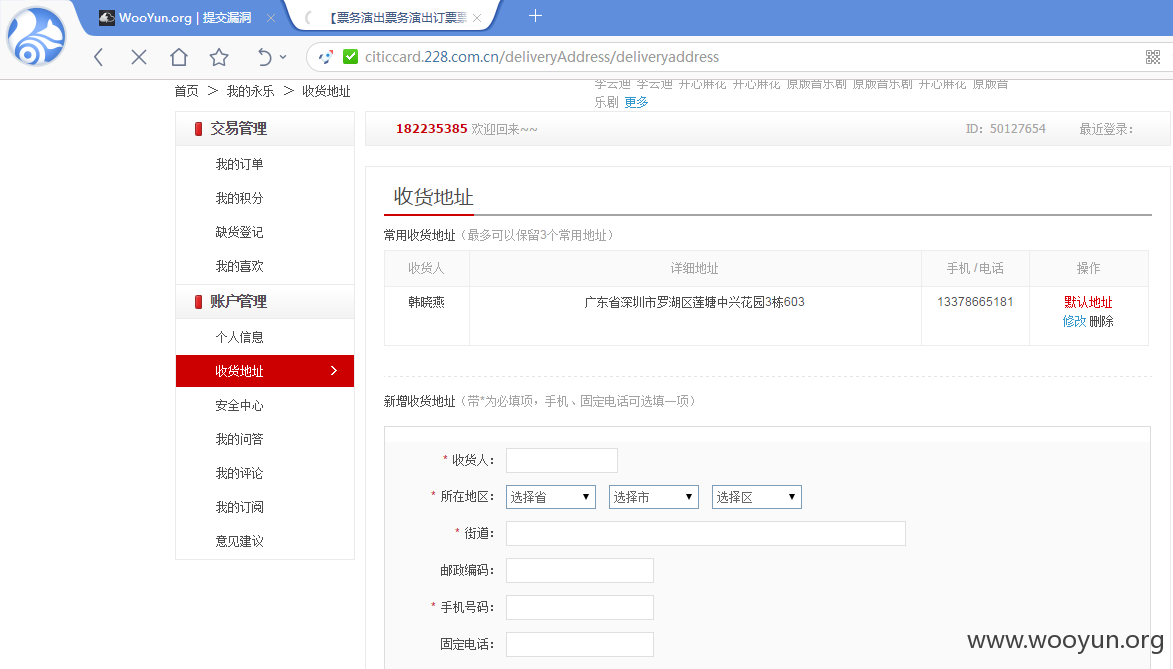 WooYun.org | 提交漏洞
【票务演出票务演出订票票
citiccard.228.com.cn/deliveryAddress/deliveryaddress
首页 > 我的永乐 > 收货地址
李云迪 李云迪 开心麻花 开心麻花 原版音乐剧 原版音乐剧 开心麻花 原版音
乐剧 更多
交易管理
我的订单
我的积分
缺货登记
我的喜欢
账户管理
个人信息
收货地址
安全中心
我的问答
我的评论
我的订阅
意见建议
182235385 欢迎回来~~
ID: 50127654
最近登录:
收货地址
常用收货地址（最多可以保留3个常用地址）
收货人 详细地址 手机 /电话 操作
韩晓燕 广东省深圳市罗湖区莲塘中兴花园3栋603 13378665181 默认地址
修改 删除
新增收货地址（带*为必填项，手机、固定电话可选填一项）
* 收货人：
* 所在地区： 选择省 选择市 选择区
* 街道：
邮政编码：
* 手机号码：
固定电话：
www.wooyun.org